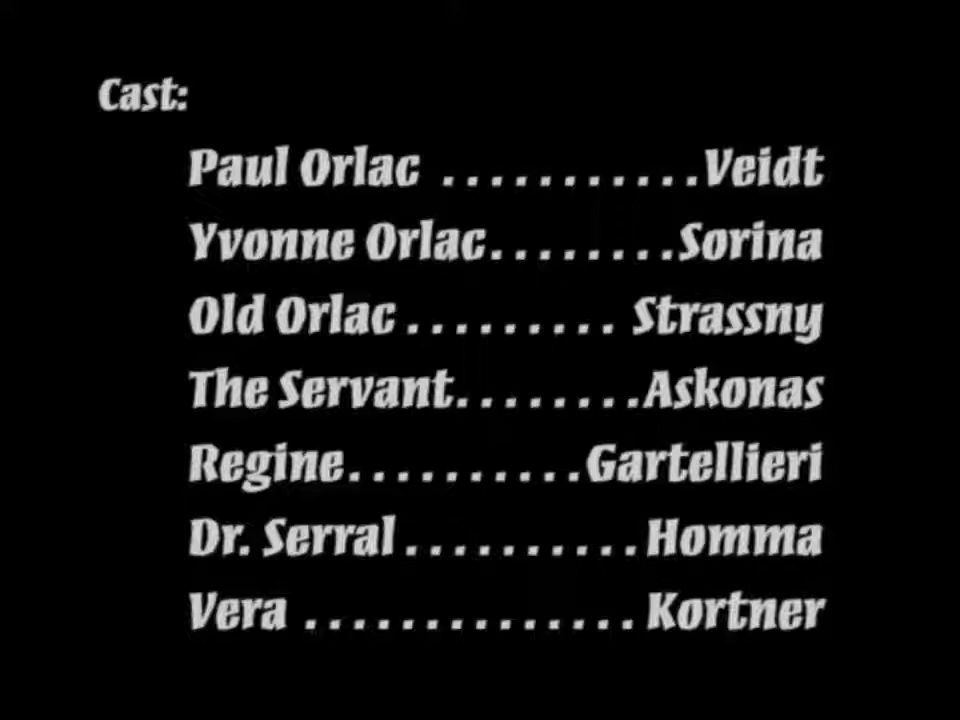 Cast:
Paul Orlac ...........Veidt
Yvonne Orlac........Sorina
Old Orlac ......... Strassny
The Servant........Askonas
Regine..........Gartellieri
Dr. Serral ..........Homma
Vera .............. Kortner